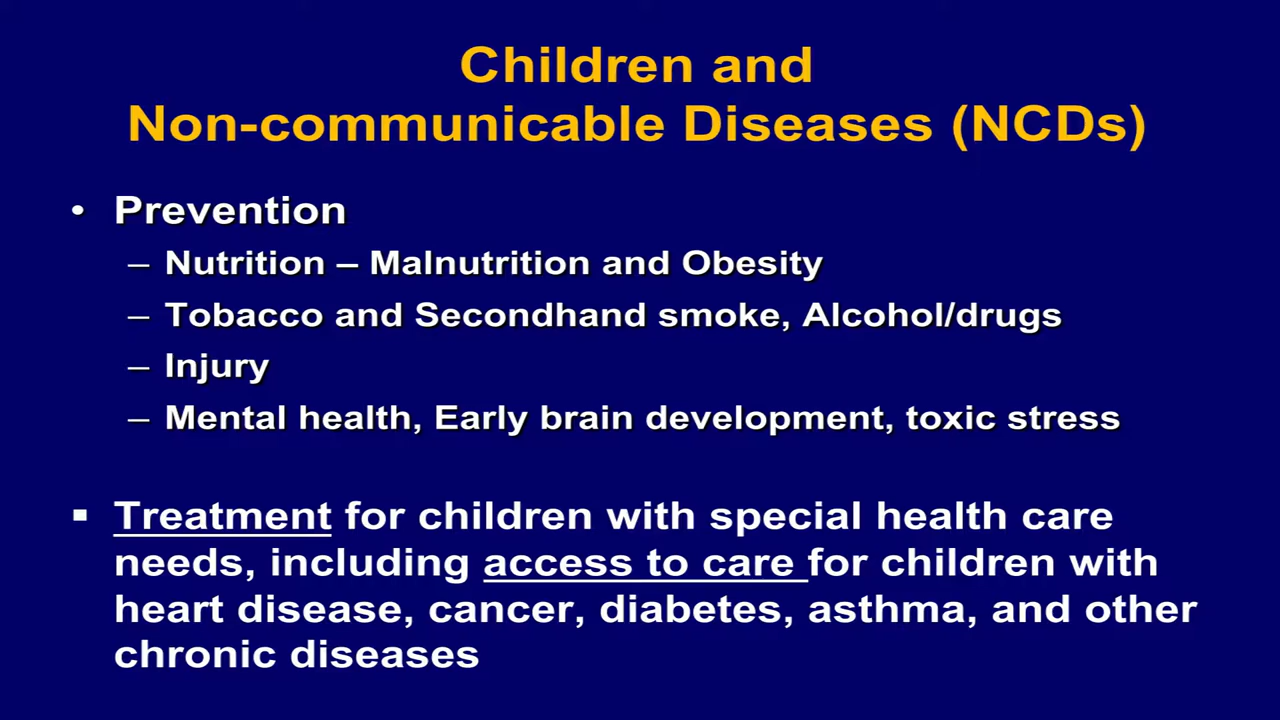 Children and
Non-communicable Diseases (NCDs)
• Prevention
– Nutrition – Malnutrition and Obesity
– Tobacco and Secondhand smoke, Alcohol/drugs
– Injury
– Mental health, Early brain development, toxic stress
▪ Treatment for children with special health care
needs, including access to care for children with
heart disease, cancer, diabetes, asthma, and other
chronic diseases